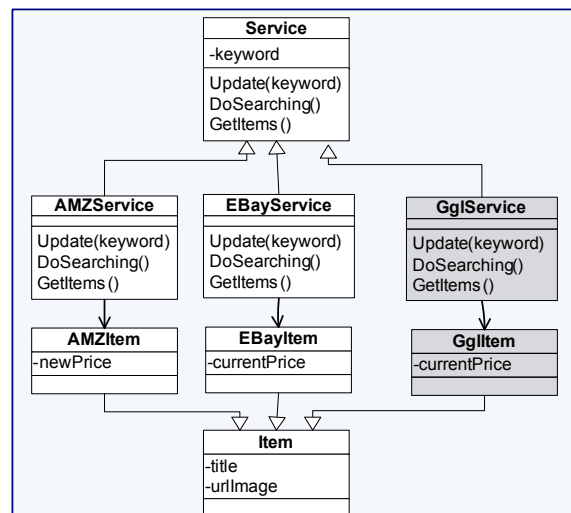 Service
-keyword
Update(keyword)
DoSearching()
GetItems()
AMZService
Update(keyword)
DoSearching()
GetItems()
EBayService
Update(keyword)
DoSearching()
GetItems()
GglService
Update(keyword)
DoSearching()
GetItems()
AMZItem
-newPrice
EBayItem
-currentPrice
GglItem
-currentPrice
Item
-title
-urlImage